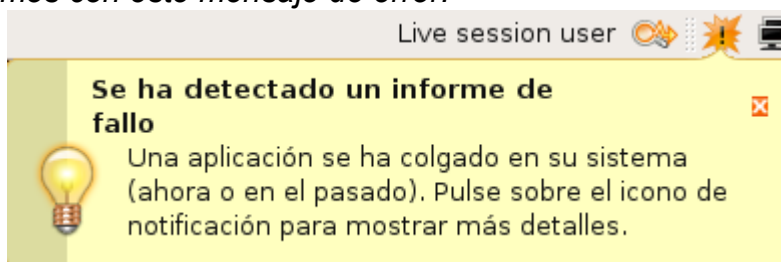 mos con este mensaje de error:
Live session user
Se ha detectado un informe de
fallo
Una aplicación se ha colgado en su sistema
(ahora o en el pasado). Pulse sobre el icono de
notificación para mostrar más detalles.